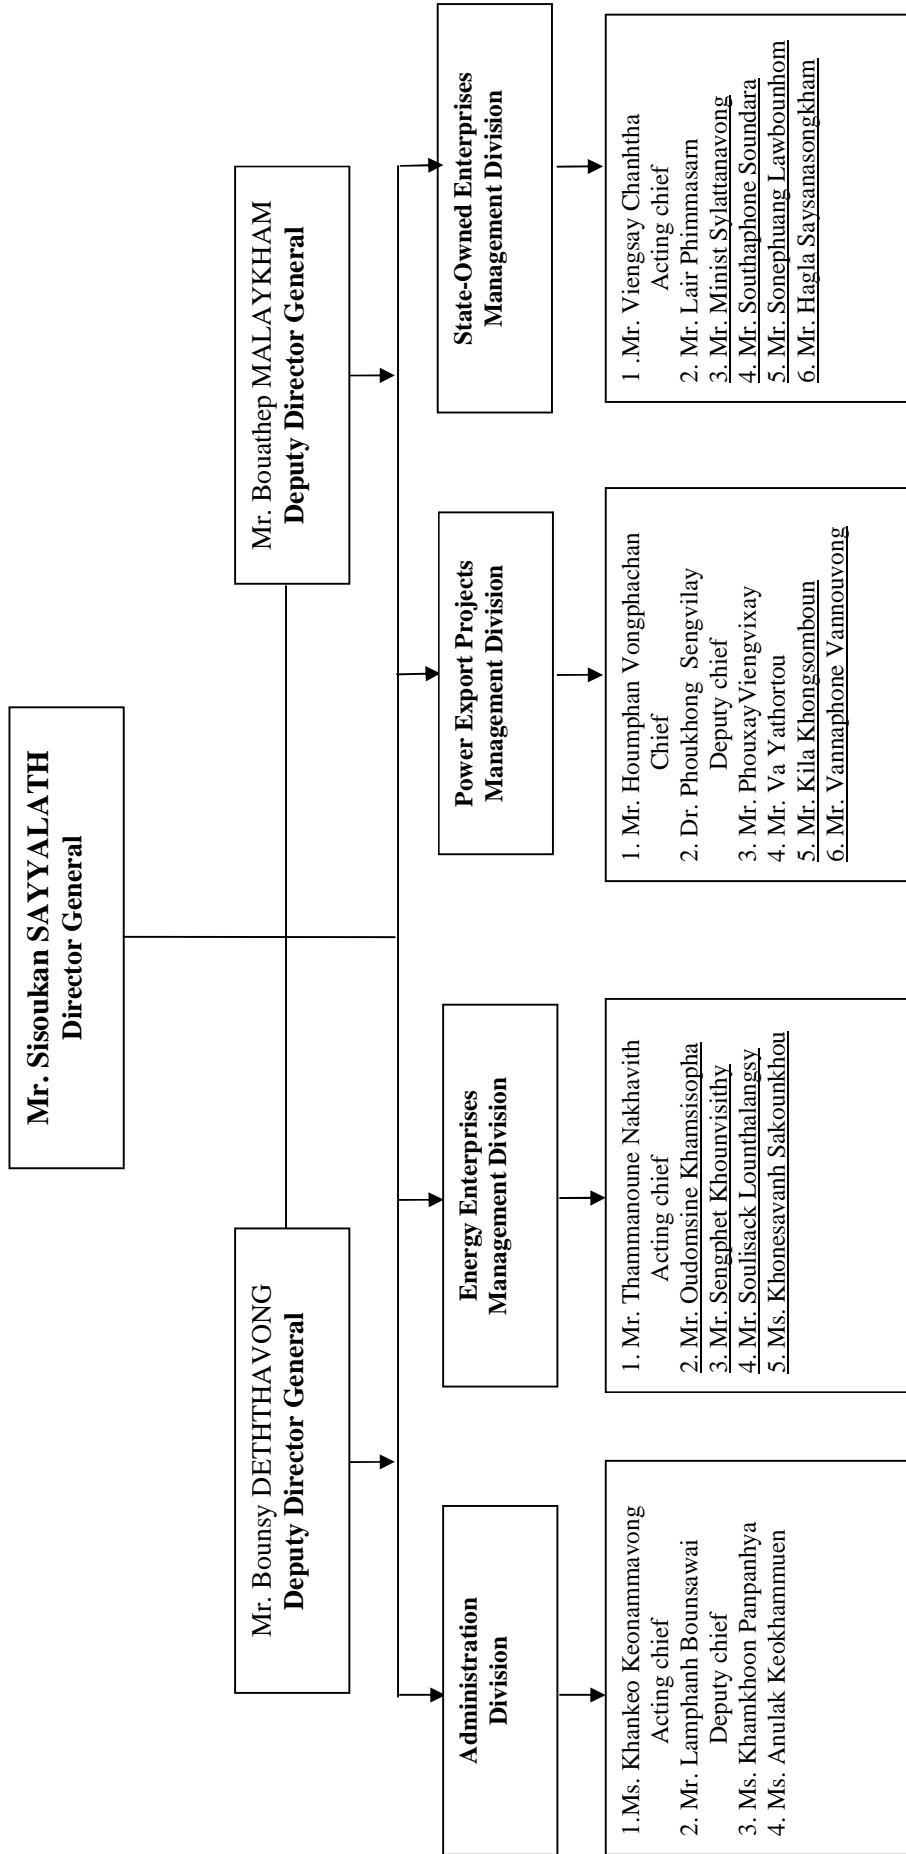 Mr. Sisoukan SAYYALATH
Director General
Mr. Bounsy DETHTHAVONG
Deputy Director General
Mr. Bouathep MALAYKHAM
Deputy Director General
Administration
Division
Energy Enterprises
Management Division
Power Export Projects
Management Division
State-Owned Enterprises
Management Division
1.Ms. Khankeo Keonammavong
Acting chief
2. Mr. Lamphanh Bounsawai
Deputy chief
3. Ms. Khamkhoon Panpanhya
4. Ms. Anulak Keokhammuen
1. Mr. Thammanoune Nakhavith
Acting chief
2. Mr. Oudomsine Khamsisopha
3. Mr. Sengphet Khounvisithy
4. Mr. Soulisack Lounthalangsy
5. Ms. Khonesavanh Sakounkhou
1. Mr. Houmphan Vongphachan
Chief
2. Dr. Phoukhong Sengvilay
Deputy chief
3. Mr. Phouxay Viengvixay
4. Mr. Va Yathortou
5. Mr. Kila Khongsomboun
6. Mr. Vannaphone Vannouvong
1 .Mr. Viengsay Chanhtha
Acting chief
2. Mr. Lair Phimmasarn
3. Mr. Minist Sylattanavong
4. Mr. Southaphone Soundara
5. Mr. Sonephuang Lawbounhom
6. Mr. Hagla Saysanasongkham